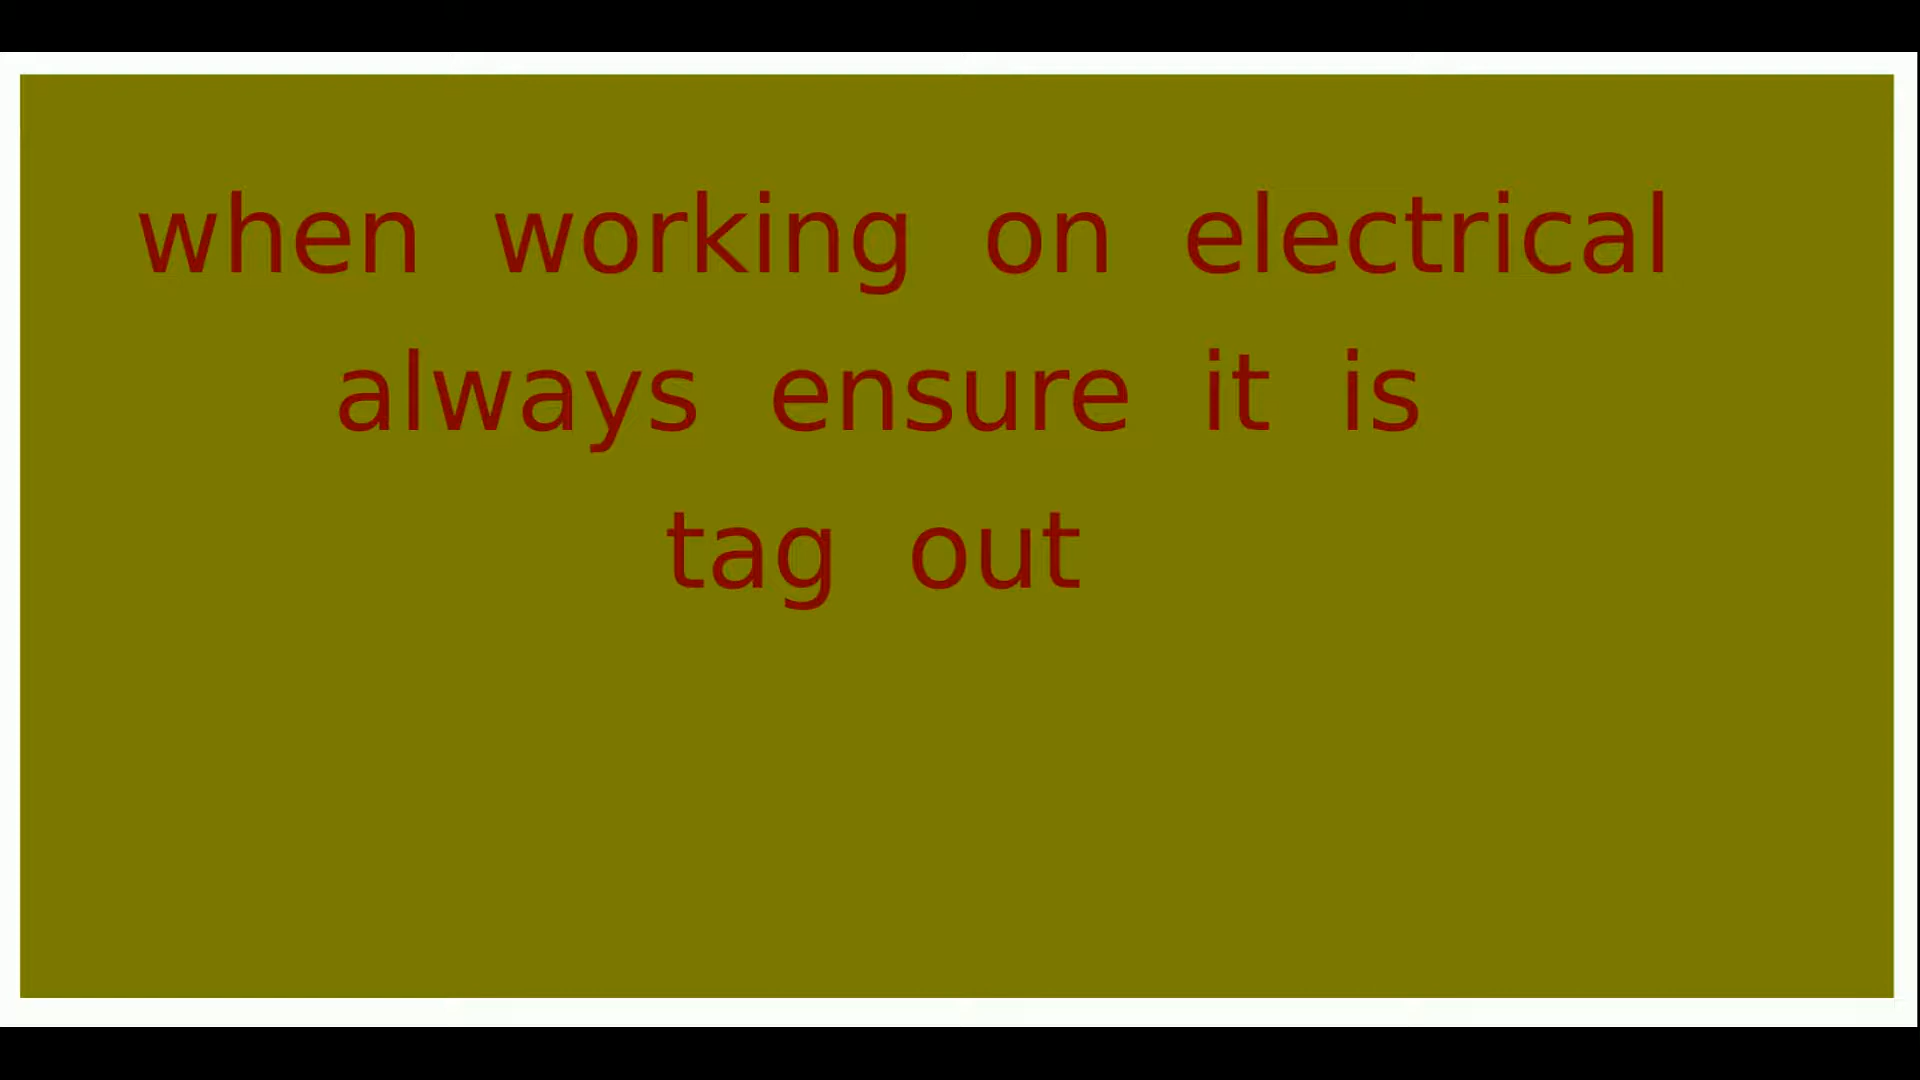 when working on electrical
always ensure it is
tag out